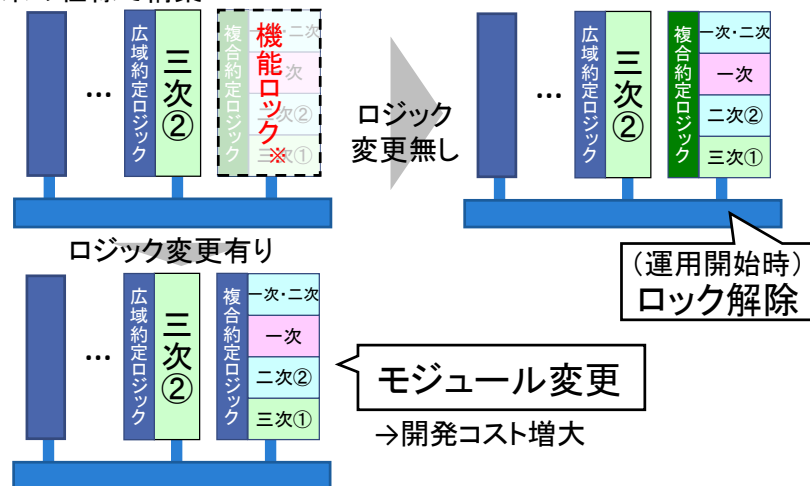 広域約定ロジック
三次②
複合約定ロジック
一次・二次
一次
二次②
三次①
機能ロック※
…
ロジック
変更無し
…
広域約定ロジック
三次②
複合約定ロジック
一次・二次
一次
二次②
三次①
(運用開始時)
ロック解除
ロジック変更有り
…
広域約定ロジック
三次②
複合約定ロジック
一次・二次
一次
二次②
三次①
モジュール変更
→開発コスト増大